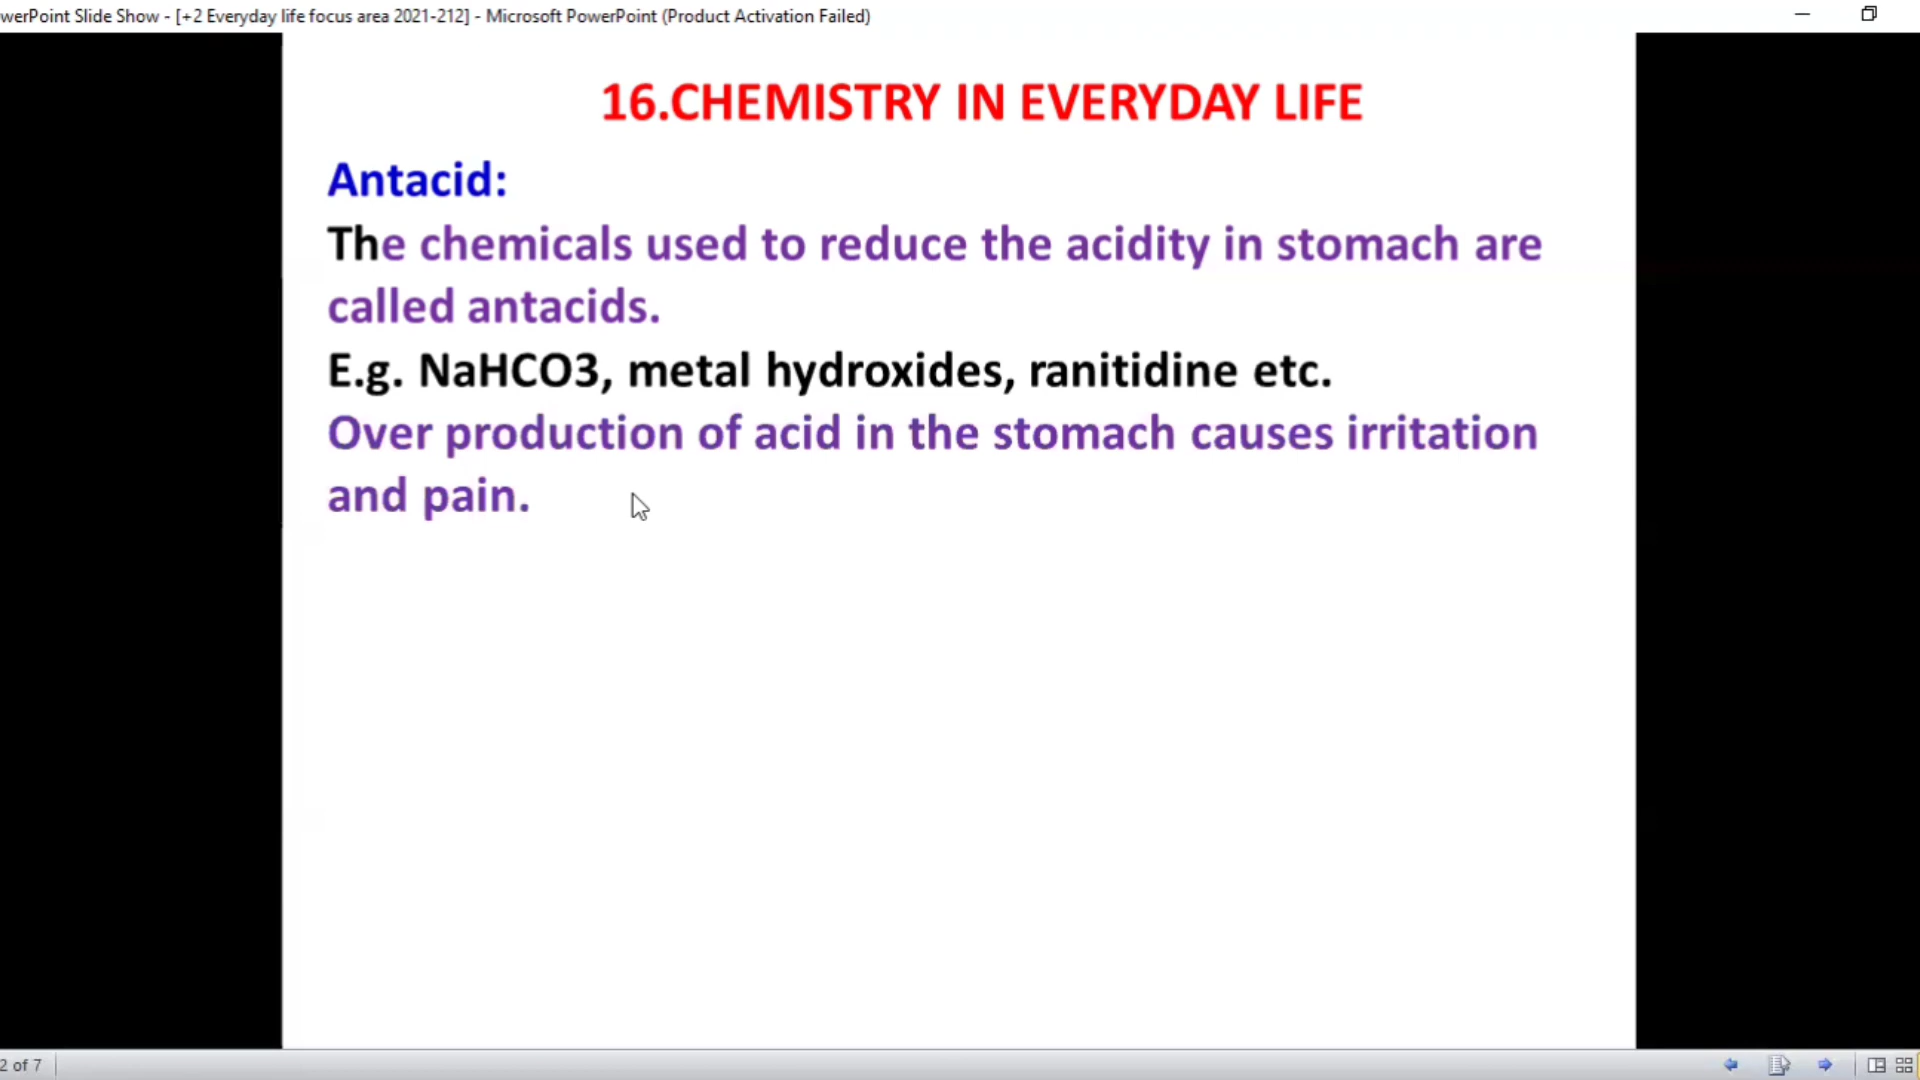 werPoint Slide Show - [+2 Everyday life focus area 2021-212] - Microsoft PowerPoint (Product Activation Failed)
16.CHEMISTRY IN EVERYDAY LIFE
Antacid:
The chemicals used to reduce the acidity in stomach are
called antacids.
E.g. NaHCO3, metal hydroxides, ranitidine etc.
Over production of acid in the stomach causes irritation
and pain.
2 of 7